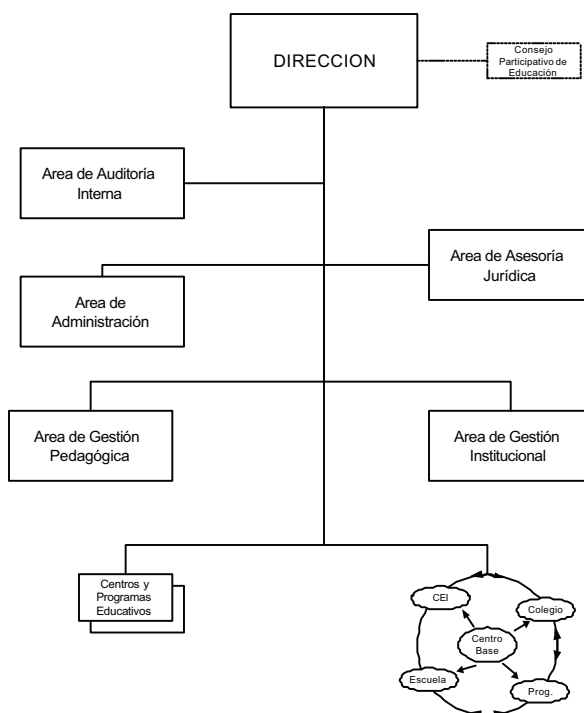 DIRECCION
Consejo
Participativo de
Educación
Area de Auditoría
Interna
Area de Asesoría
Jurídica
Area de
Administración
Area de Gestión
Pedagógica
Area de Gestión
Institucional
Centros y
Programas
Educativos
CEI
Colegio
Centro
Base
Escuela
Prog.